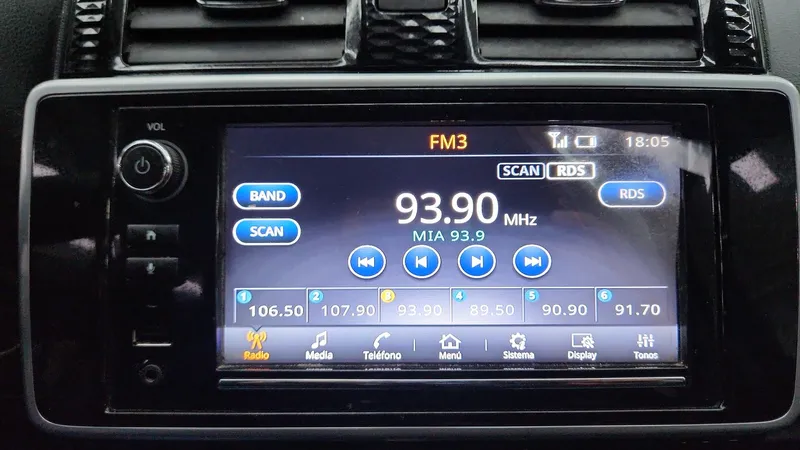 VOL
FM3
18:05
SCAN RDS
BAND
RDS
93.90 MHz
SCAN
MIA 93.9
1 106.50
2 107.90
3 93.90
4 89.50
5 90.90
6 91.70
Radio
Media
Teléfono
Menú
Sistema
Display
Tonos